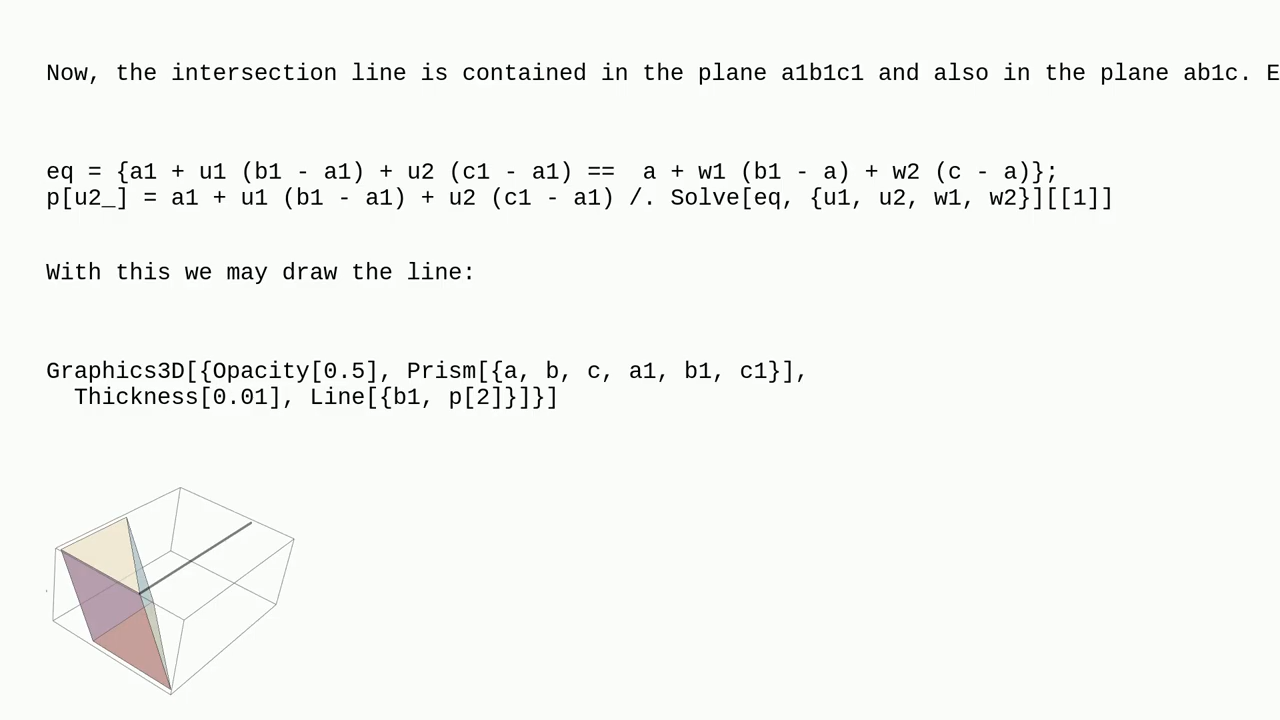 Now, the intersection line is contained in the plane a1b1c1 and also in the plane ab1c. E
eq = {a1 + u1 (b1 - a1) + u2 (c1 - a1) ==  a + w1 (b1 - a) + w2 (c - a)};
p[u2_] = a1 + u1 (b1 - a1) + u2 (c1 - a1) /. Solve[eq, {u1, u2, w1, w2}][[1]]
With this we may draw the line:
Graphics3D[{Opacity[0.5], Prism[{a, b, c, a1, b1, c1}],
  Thickness[0.01], Line[{b1, p[2]}]}]